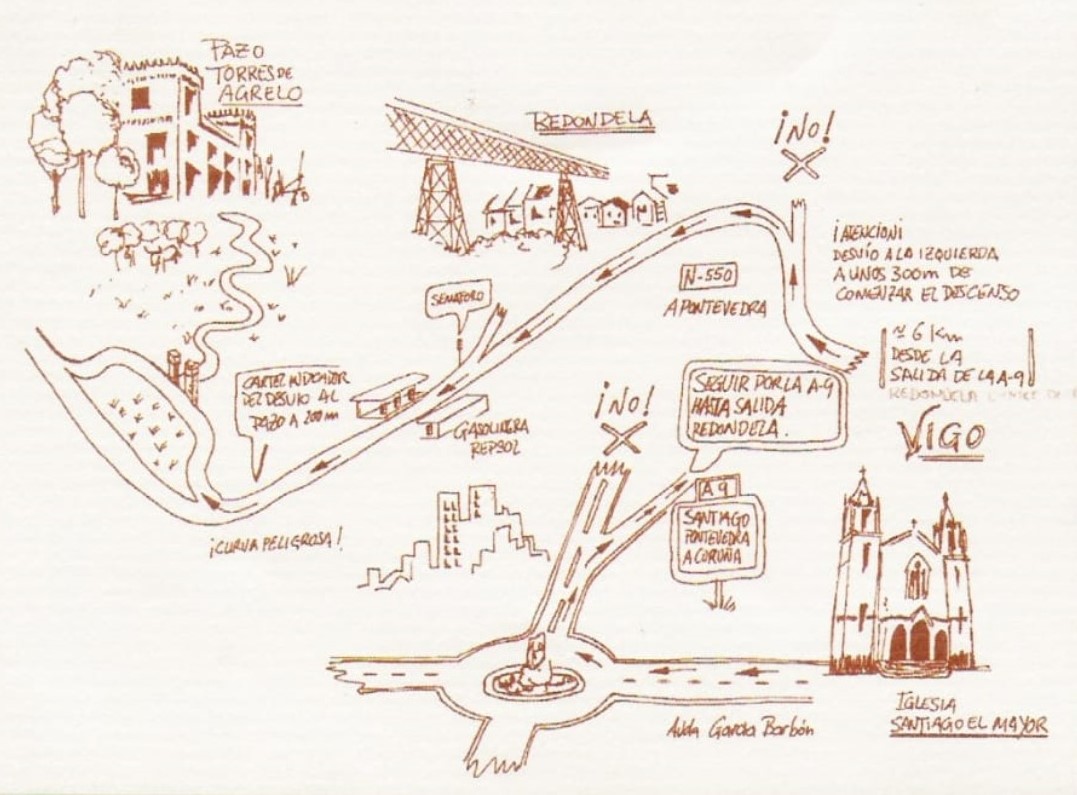 PAZO
TORRES DE
AGRELO
REDONDELA
¡NO!
¡ATENCION!
DESVIO A LA IZQUIERDA
A UNOS 300m DE
COMENZAR EL DESCENSO
N-550
A PONTEVEDRA
SEMAFORO
≈ 6 Km
DESDE LA
SALIDA DE LA A-9
REDONDELA
CARTEL INDICADOR
DEL DESVIO AL
PAZO A 200 m
GASOLINERA
REPSOL
¡CURVA PELIGROSA!
¡NO!
SEGUIR POR LA A-9
HASTA SALIDA
REDONDELA.
VIGO
A 9
SANTIAGO
PONTEVEDRA
A CORUÑA
Avda García Barbón
IGLESIA
SANTIAGO EL MAYOR